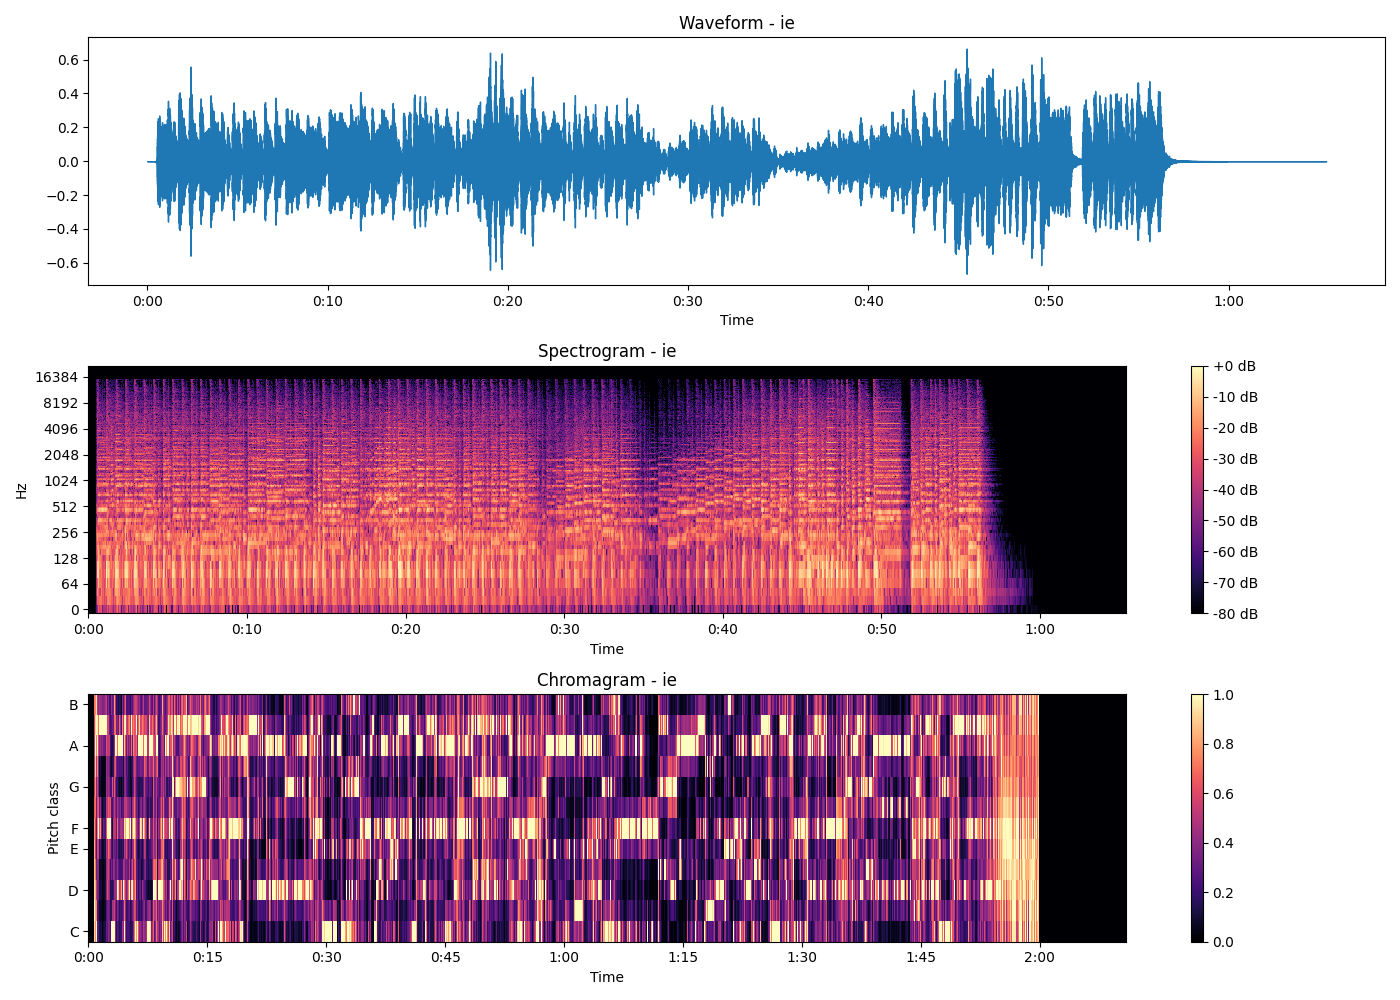 Waveform - ie
0.6
0.4
0.2
0.0
−0.2
−0.4
−0.6
0:00 0:10 0:20 0:30 0:40 0:50 1:00
Time
Spectrogram - ie
Hz
16384
8192
4096
2048
1024
512
256
128
64
0
0:00 0:10 0:20 0:30 0:40 0:50 1:00
Time
+0 dB
-10 dB
-20 dB
-30 dB
-40 dB
-50 dB
-60 dB
-70 dB
-80 dB
Chromagram - ie
Pitch class
B
A
G
F
E
D
C
0:00 0:15 0:30 0:45 1:00 1:15 1:30 1:45 2:00
Time
1.0
0.8
0.6
0.4
0.2
0.0